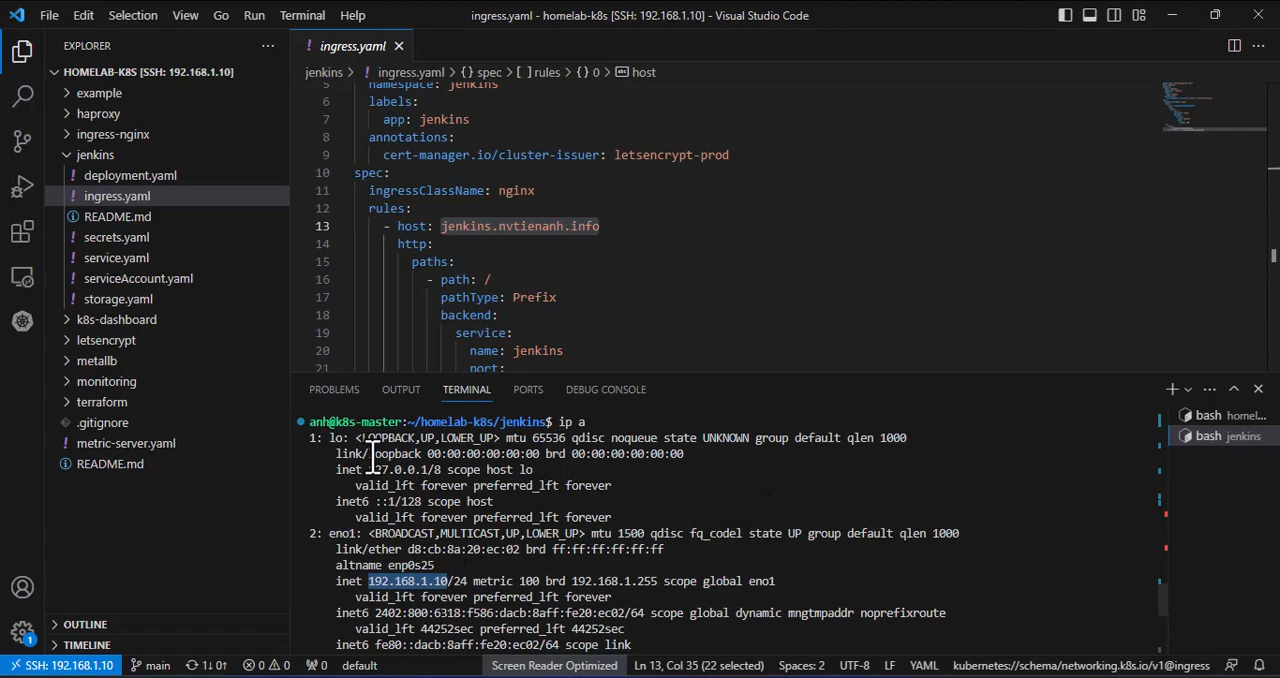 File Edit Selection View Go Run Terminal Help
ingress.yaml - homelab-k8s [SSH: 192.168.1.10] - Visual Studio Code
EXPLORER
HOMELAB-K8S [SSH: 192.168.1.10]
example
haproxy
ingress-nginx
jenkins
deployment.yaml
ingress.yaml
README.md
secrets.yaml
service.yaml
serviceAccount.yaml
storage.yaml
k8s-dashboard
letsencrypt
metallb
monitoring
terraform
.gitignore
metric-server.yaml
README.md
OUTLINE
TIMELINE
ingress.yaml
jenkins > ingress.yaml > {} spec > [ ] rules > {} 0 > abc host
5 namespace: jenkins
6 labels:
7 app: jenkins
8 annotations:
9 cert-manager.io/cluster-issuer: letsencrypt-prod
10 spec:
11 ingressClassName: nginx
12 rules:
13 - host: jenkins.nvtienanh.info
14 http:
15 paths:
16 - path: /
17 pathType: Prefix
18 backend:
19 service:
20 name: jenkins
21 port:
PROBLEMS OUTPUT TERMINAL PORTS DEBUG CONSOLE
anh@k8s-master:~/homelab-k8s/jenkins$ ip a
1: lo: <LOOPBACK,UP,LOWER_UP> mtu 65536 qdisc noqueue state UNKNOWN group default qlen 1000
link/loopback 00:00:00:00:00:00 brd 00:00:00:00:00:00
inet 127.0.0.1/8 scope host lo
valid_lft forever preferred_lft forever
inet6 ::1/128 scope host
valid_lft forever preferred_lft forever
2: eno1: <BROADCAST,MULTICAST,UP,LOWER_UP> mtu 1500 qdisc fq_codel state UP group default qlen 1000
link/ether d8:cb:8a:20:ec:02 brd ff:ff:ff:ff:ff:ff
altname enp0s25
inet 192.168.1.10/24 metric 100 brd 192.168.1.255 scope global eno1
valid_lft forever preferred_lft forever
inet6 2402:800:6318:f586:dacb:8aff:fe20:ec02/64 scope global dynamic mngtmpaddr noprefixroute
valid_lft 44252sec preferred_lft 44252sec
inet6 fe80::dacb:8aff:fe20:ec02/64 scope link
bash homel...
bash jenkins
1
SSH: 192.168.1.10 main 1↓ 0↑ 0 0 0 default
Screen Reader Optimized Ln 13, Col 35 (22 selected) Spaces: 2 UTF-8 LF YAML kubernetes://schema/networking.k8s.io/v1@ingress